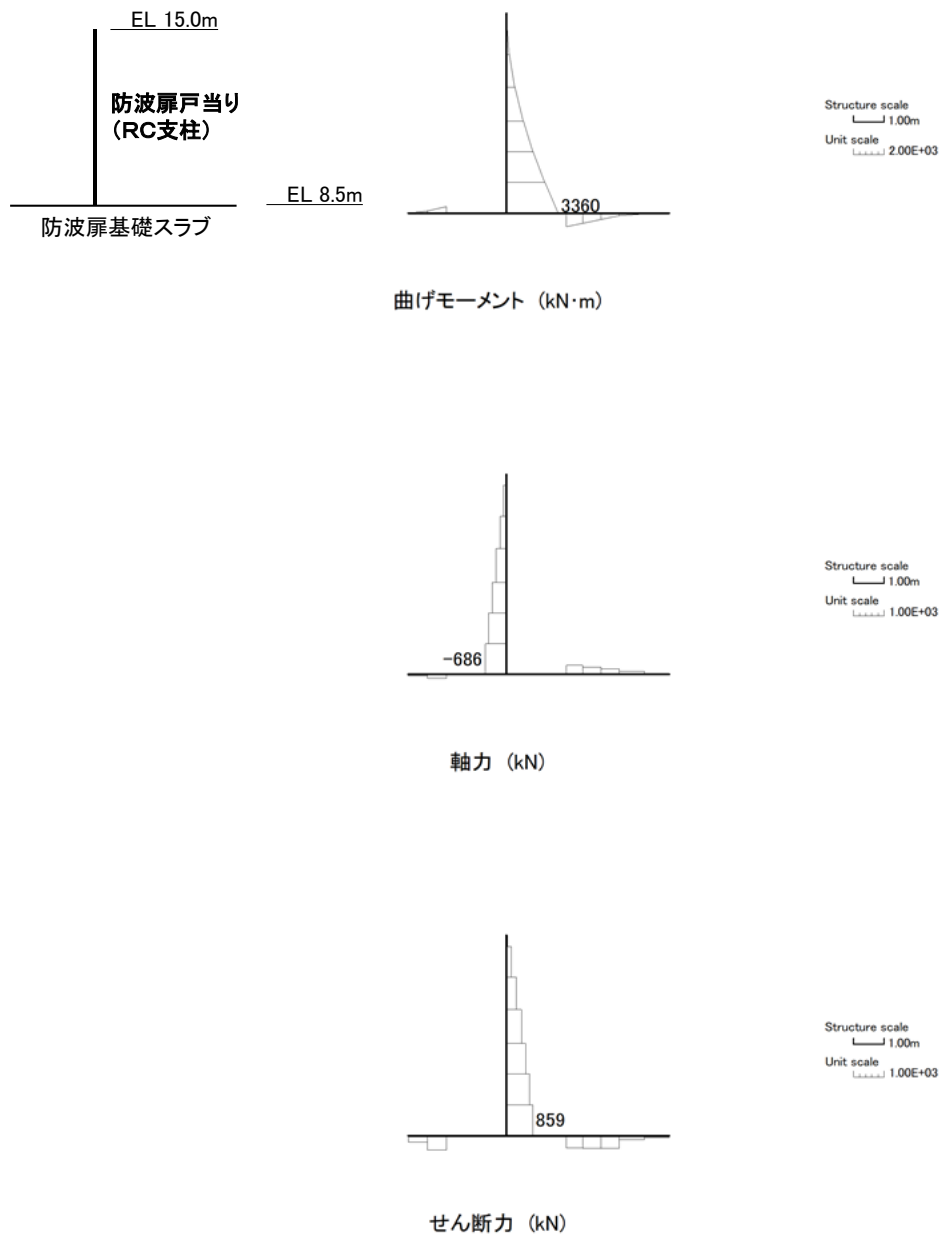 EL 15.0m
防波扉戸当り
(RC支柱)
EL 8.5m
防波扉基礎スラブ
3360
Structure scale
1.00m
Unit scale
2.00E+03
曲げモーメント (kN·m)
-686
Structure scale
1.00m
Unit scale
1.00E+03
軸力 (kN)
859
Structure scale
1.00m
Unit scale
1.00E+03
せん断力 (kN)